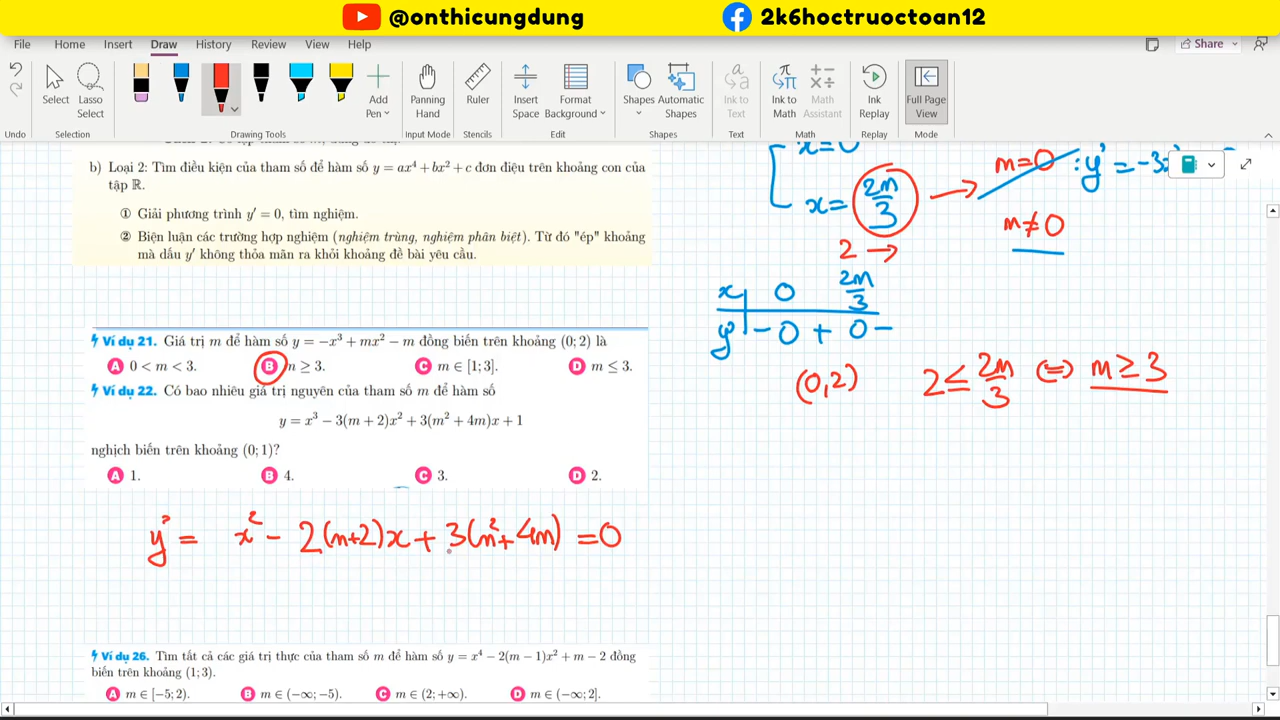 @onthicungdung
2k6hoctructoan12
File Home Insert Draw History Review View Help
Share
Undo
Select
Lasso Select
Selection
Add Pen
Drawing Tools
Panning Hand
Input Mode
Ruler
Stencils
Insert Space
Format Background
Edit
Shapes
Automatic Shapes
Shapes
Ink to Text
Text
Ink to Math
Math Assistant
Math
Ink Replay
Replay
Full Page View
Mode
b) Loại 2: Tìm điều kiện của tham số để hàm số y = ax⁴ + bx² + c đơn điệu trên khoảng con của
tập ℝ.
① Giải phương trình y′ = 0, tìm nghiệm.
② Biện luận các trường hợp nghiệm (nghiệm trùng, nghiệm phân biệt). Từ đó "ép" khoảng
mà dấu y′ không thỏa mãn ra khỏi khoảng đề bài yêu cầu.
Ví dụ 21. Giá trị m để hàm số y = −x³ + mx² − m đồng biến trên khoảng (0; 2) là
A 0 < m < 3. B m ≥ 3. C m ∈ [1; 3]. D m ≤ 3.
Ví dụ 22. Có bao nhiêu giá trị nguyên của tham số m để hàm số
y = x³ − 3(m + 2)x² + 3(m² + 4m)x + 1
nghịch biến trên khoảng (0; 1)?
A 1. B 4. C 3. D 2.
y' = x² − 2(m+2)x + 3(m² + 4m) = 0
Ví dụ 26. Tìm tất cả các giá trị thực của tham số m để hàm số y = x⁴ − 2(m − 1)x² + m − 2 đồng
biến trên khoảng (1; 3).
A m ∈ [−5; 2). B m ∈ (−∞; −5). C m ∈ (2; +∞). D m ∈ (−∞; 2].
x=0
x = 2m/3 → m=0 : y' = -3x²
m≠0
2 →
x 0 2m/3
y' − 0 + 0 −
(0,2) 2 ≤ 2m/3 ⇔ m ≥ 3